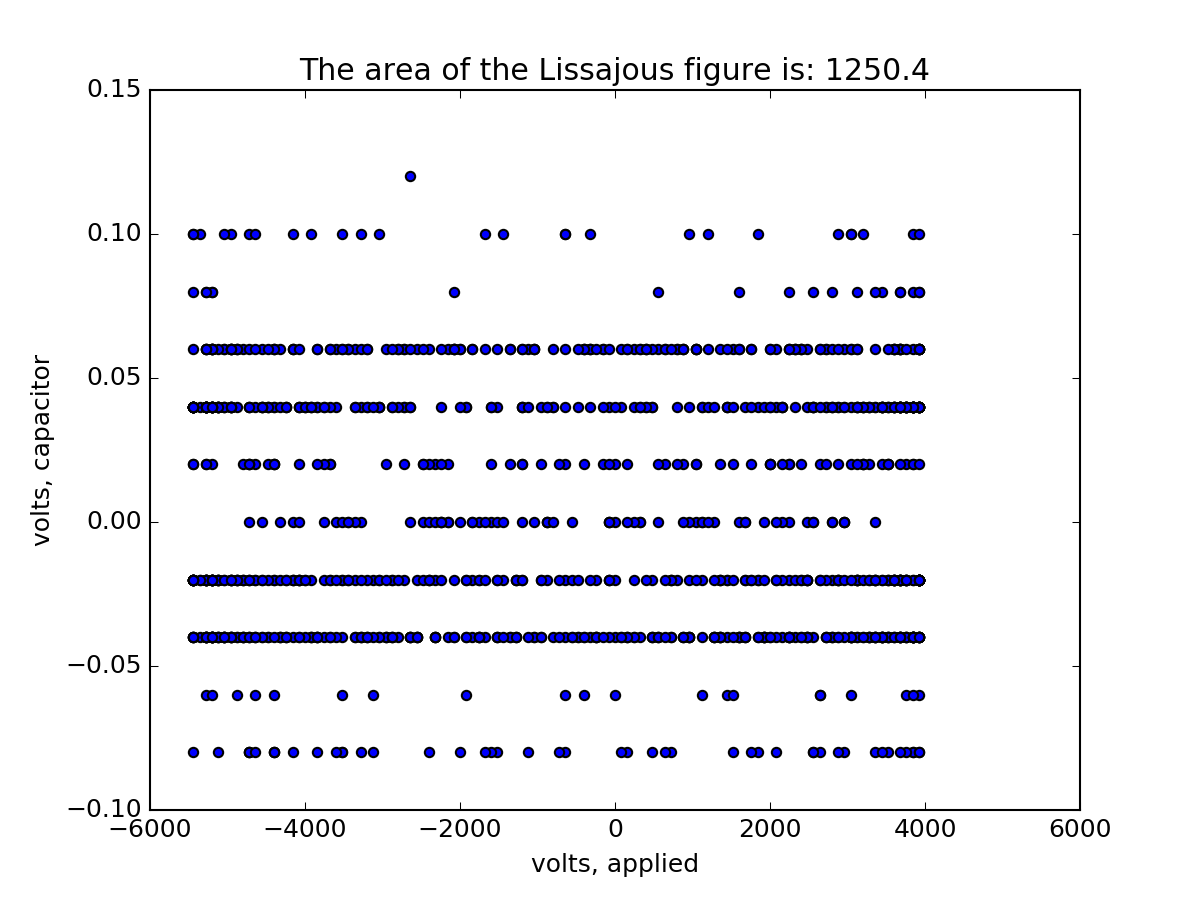 The area of the Lissajous figure is: 1250.4
0.15
0.10
0.05
0.00
−0.05
−0.10
volts, capacitor
−6000 −4000 −2000 0 2000 4000 6000
volts, applied